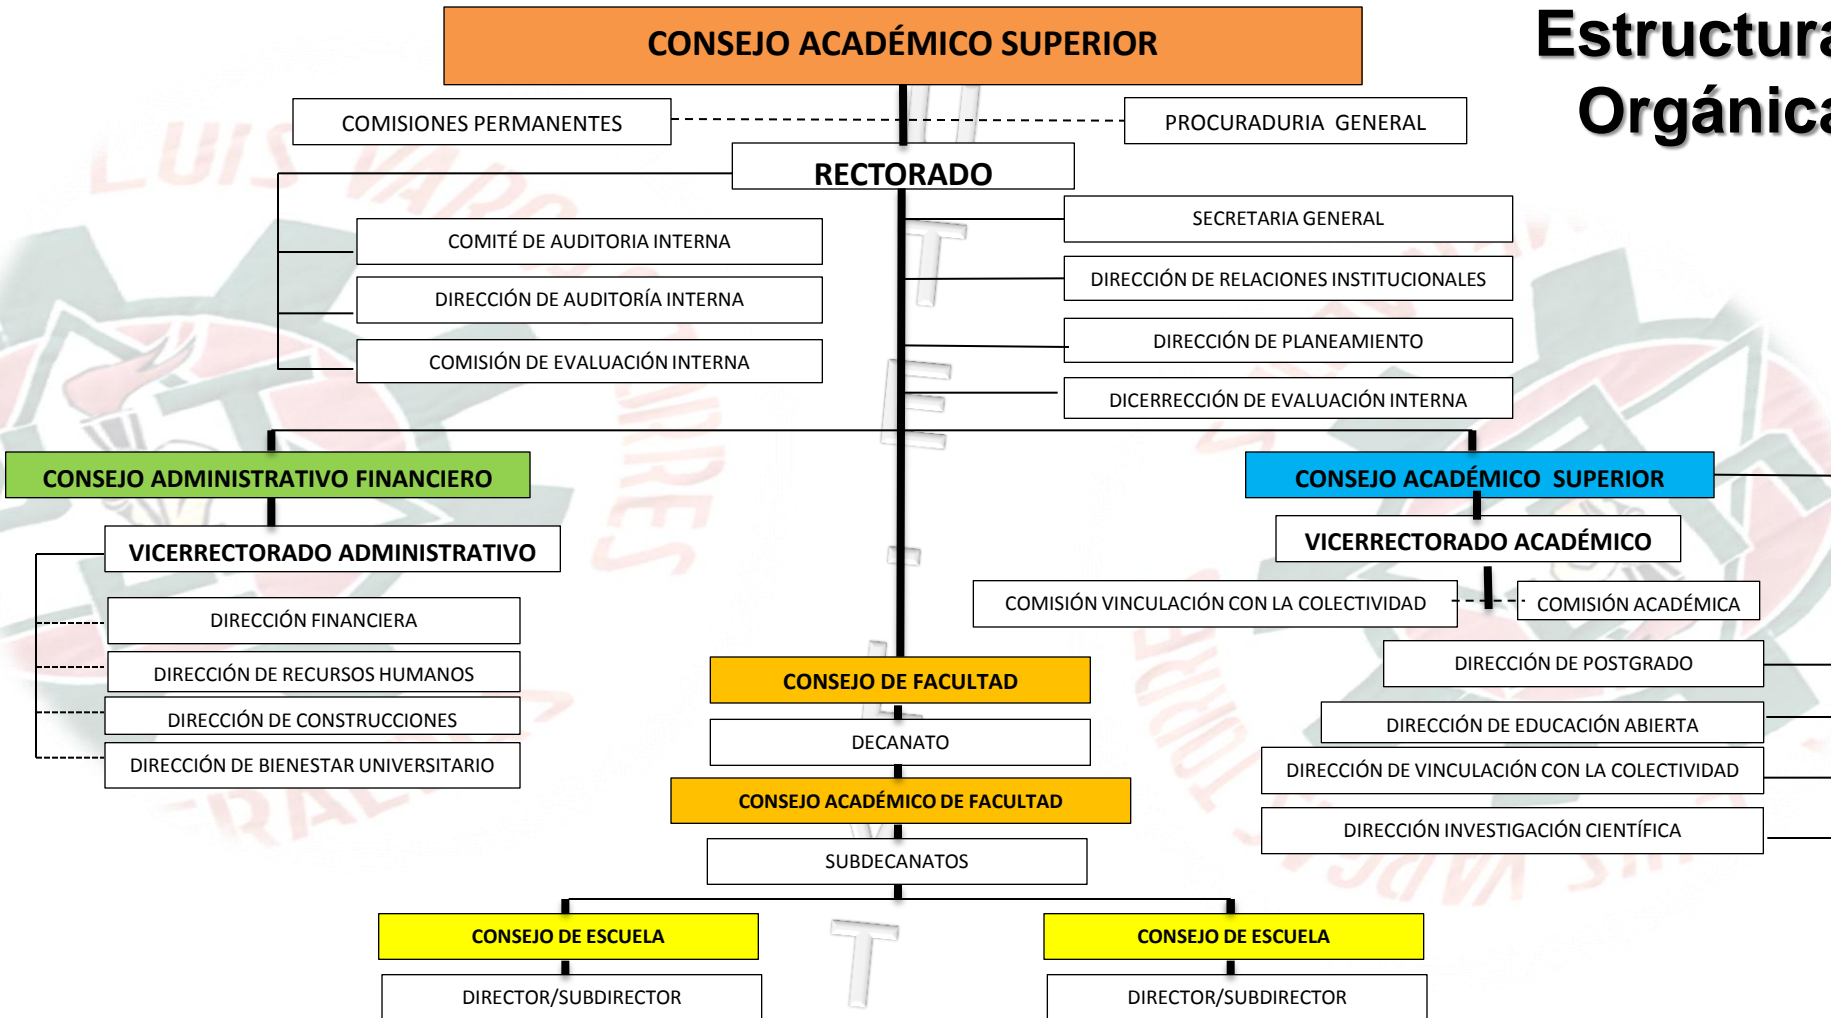 Estructura
Orgánica
CONSEJO ACADÉMICO SUPERIOR
COMISIONES PERMANENTES
PROCURADURIA GENERAL
RECTORADO
COMITÉ DE AUDITORIA INTERNA
DIRECCIÓN DE AUDITORÍA INTERNA
COMISIÓN DE EVALUACIÓN INTERNA
SECRETARIA GENERAL
DIRECCIÓN DE RELACIONES INSTITUCIONALES
DIRECCIÓN DE PLANEAMIENTO
DICERRECCIÓN DE EVALUACIÓN INTERNA
CONSEJO ADMINISTRATIVO FINANCIERO
VICERRECTORADO ADMINISTRATIVO
DIRECCIÓN FINANCIERA
DIRECCIÓN DE RECURSOS HUMANOS
DIRECCIÓN DE CONSTRUCCIONES
DIRECCIÓN DE BIENESTAR UNIVERSITARIO
CONSEJO ACADÉMICO SUPERIOR
VICERRECTORADO ACADÉMICO
COMISIÓN VINCULACIÓN CON LA COLECTIVIDAD
COMISIÓN ACADÉMICA
DIRECCIÓN DE POSTGRADO
DIRECCIÓN DE EDUCACIÓN ABIERTA
DIRECCIÓN DE VINCULACIÓN CON LA COLECTIVIDAD
DIRECCIÓN INVESTIGACIÓN CIENTÍFICA
CONSEJO DE FACULTAD
DECANATO
CONSEJO ACADÉMICO DE FACULTAD
SUBDECANATOS
CONSEJO DE ESCUELA
DIRECTOR/SUBDIRECTOR
CONSEJO DE ESCUELA
DIRECTOR/SUBDIRECTOR
LUIS VARGAS TORRES